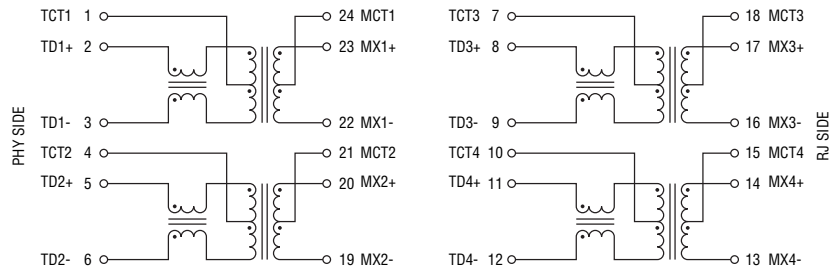 TCT1 1
24 MCT1
TD1+ 2
23 MX1+
TD1- 3
22 MX1-
TCT2 4
21 MCT2
TD2+ 5
20 MX2+
TD2- 6
19 MX2-
PHY SIDE
TCT3 7
18 MCT3
TD3+ 8
17 MX3+
TD3- 9
16 MX3-
TCT4 10
15 MCT4
TD4+ 11
14 MX4+
TD4- 12
13 MX4-
RJ SIDE